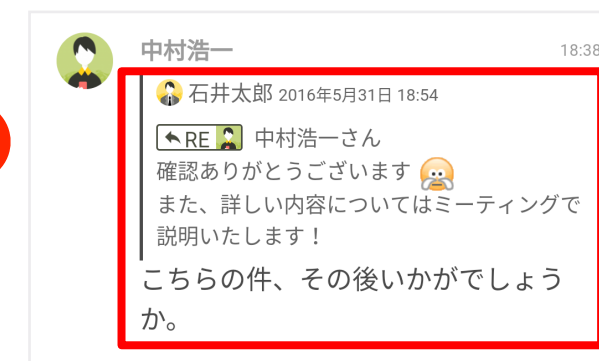 中村浩一 18:38
石井太郎 2016年5月31日 18:54
RE 中村浩一さん
確認ありがとうございます
また、詳しい内容についてはミーティングで
説明いたします！
こちらの件、その後いかがでしょう
か。